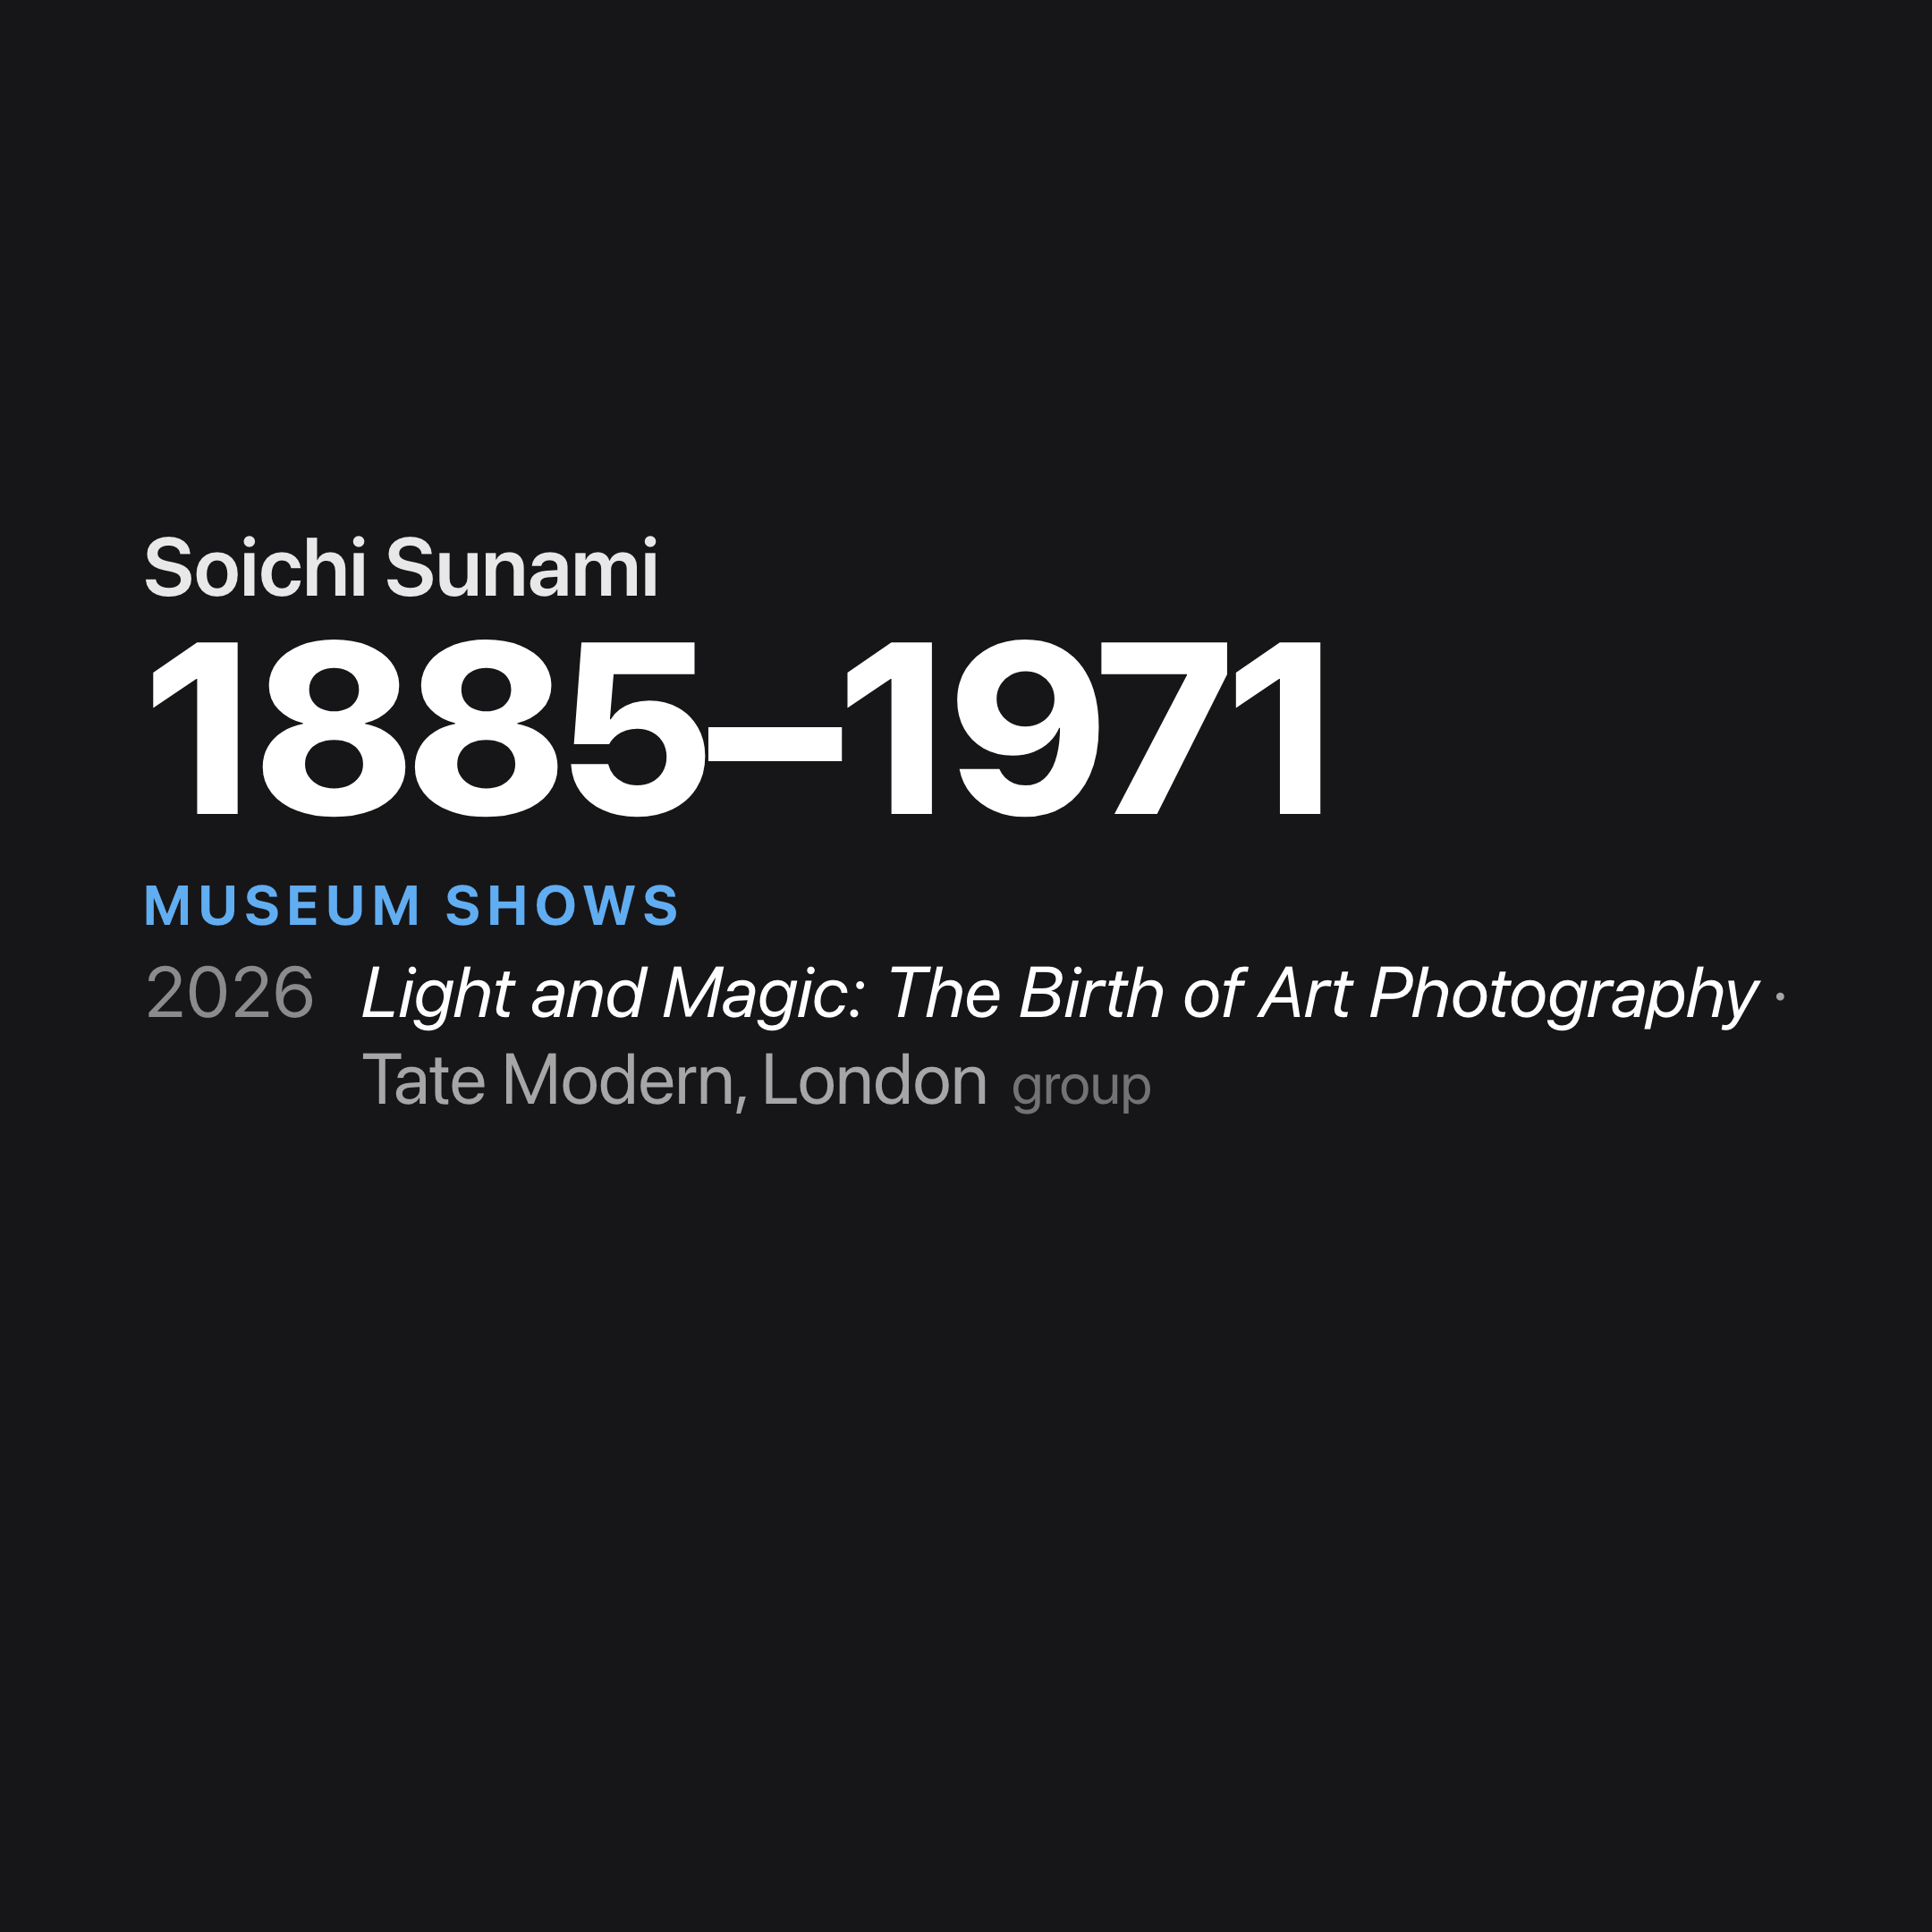 Soichi Sunami
1885–1971
MUSEUM SHOWS
2026 Light and Magic: The Birth of Art Photography ·
Tate Modern, London group